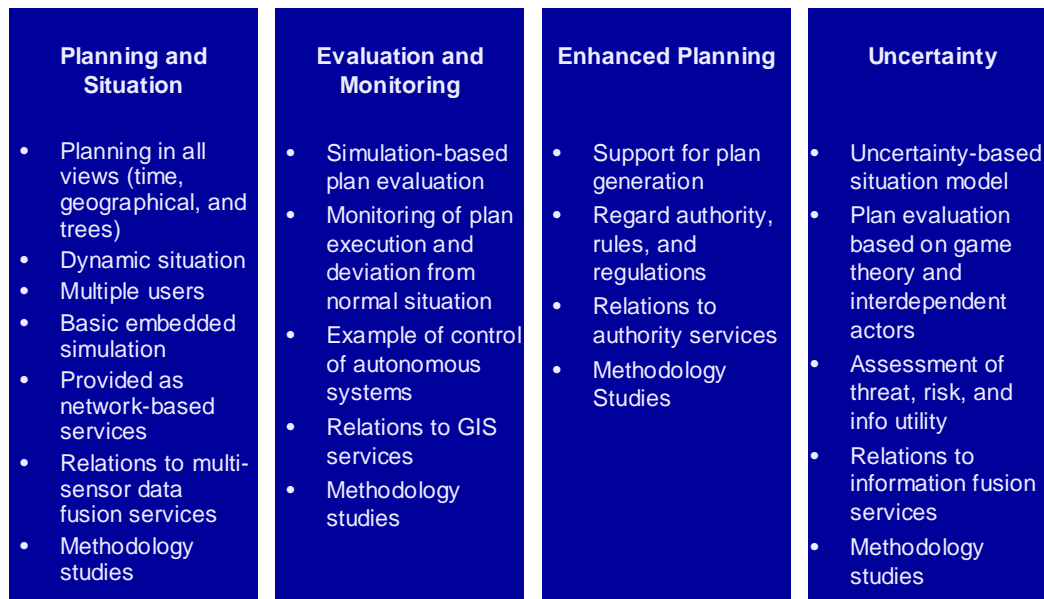 Planning and
Situation
• Planning in all
views (time,
geographical, and
trees)
• Dynamic situation
• Multiple users
• Basic embedded
simulation
• Provided as
network-based
services
• Relations to multi-
sensor data
fusion services
• Methodology
studies
Evaluation and
Monitoring
• Simulation-based
plan evaluation
• Monitoring of plan
execution and
deviation from
normal situation
• Example of control
of autonomous
systems
• Relations to GIS
services
• Methodology
studies
Enhanced Planning
• Support for plan
generation
• Regard authority,
rules, and
regulations
• Relations to
authority services
• Methodology
Studies
Uncertainty
• Uncertainty-based
situation model
• Plan evaluation
based on game
theory and
interdependent
actors
• Assessment of
threat, risk, and
info utility
• Relations to
information fusion
services
• Methodology
studies